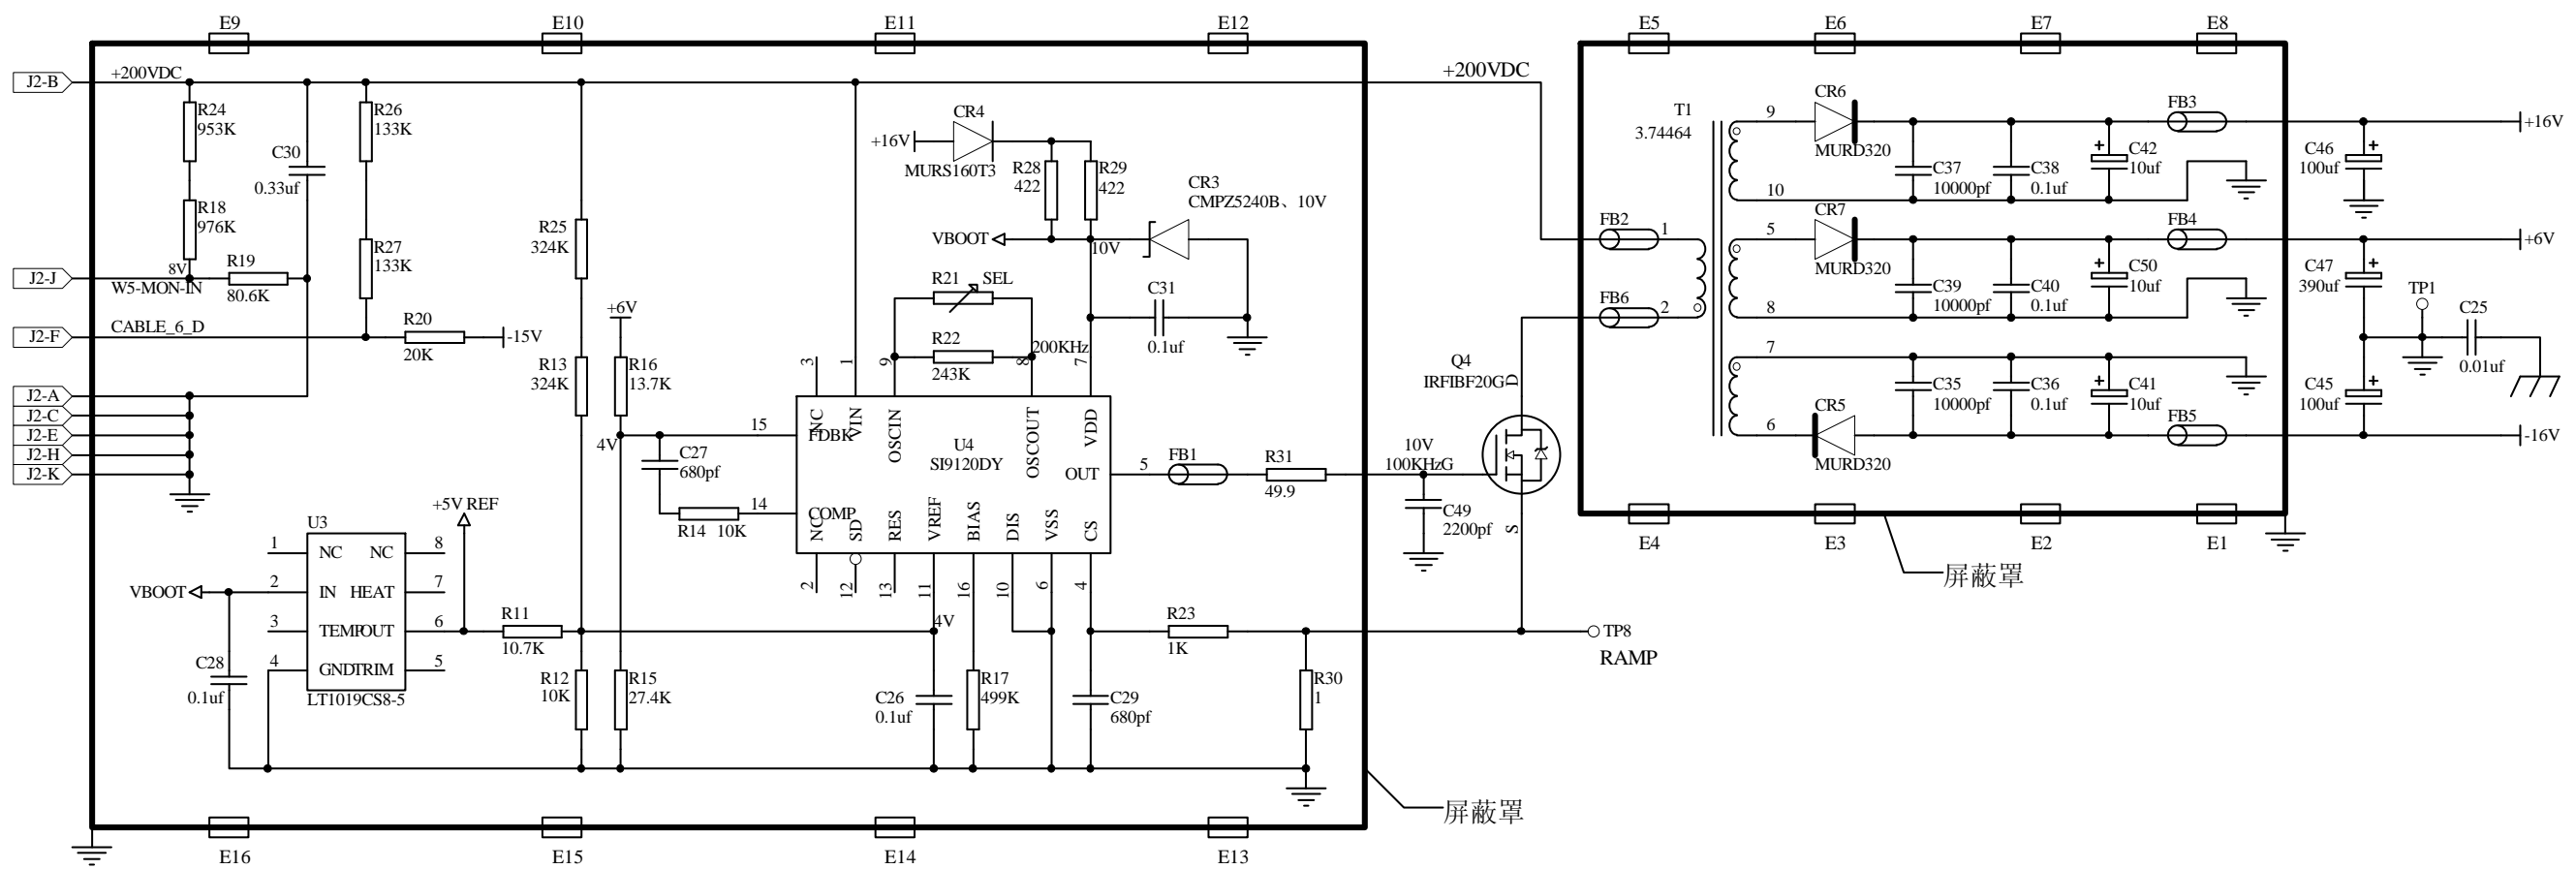 E9
E10
E11
E12
E5
E6
E7
E8
J2-B
+200VDC
+200VDC
R24
953K
R26
133K
C30
0.33uf
R18
976K
R27
133K
R25
324K
CR4
+16V
MURS160T3
R28
422
R29
422
CR3
CMPZ5240B、10V
VBOOT
10V
T1
3.74464
9
CR6
MURD320
C37
10000pf
C38
0.1uf
+
C42
10uf
FB3
+16V
C46
100uf
+
10
FB2
1
5
CR7
MURD320
C39
10000pf
C40
0.1uf
+
C50
10uf
FB4
+6V
C47
390uf
+
TP1
C25
0.01uf
FB6
2
8
J2-J
8V
W5-MON-IN
R19
80.6K
R21
SEL
C31
0.1uf
J2-F
CABLE_6_D
R20
20K
-15V
+6V
R13
324K
R16
13.7K
3
1
9
R22
243K
8
200KHz
7
Q4
IRFIBF20G
D
7
C35
10000pf
C36
0.1uf
+
C41
10uf
C45
100uf
+
6
CR5
MURD320
FB5
-16V
J2-A
J2-C
J2-E
J2-H
J2-K
4V
15
C27
680pf
14
R14
10K
NC
VIN
OSCIN
OSCOUT
VDD
FDBK
U4
SI9120DY
OUT
COMP
NC
SD
RES
VREF
BIAS
DIS
VSS
CS
5
FB1
R31
49.9
10V
100KHz
G
C49
2200pf
S
E4
E3
E2
E1
屏蔽罩
+5V REF
U3
1
NC
NC
8
VBOOT
2
IN
HEAT
7
3
TEMP
OUT
6
4
GND
TRIM
5
LT1019CS8-5
2
12
13
11
16
10
6
4
R11
10.7K
4V
R23
1K
TP8
RAMP
C28
0.1uf
R12
10K
R15
27.4K
C26
0.1uf
R17
499K
C29
680pf
R30
1
屏蔽罩
E16
E15
E14
E13